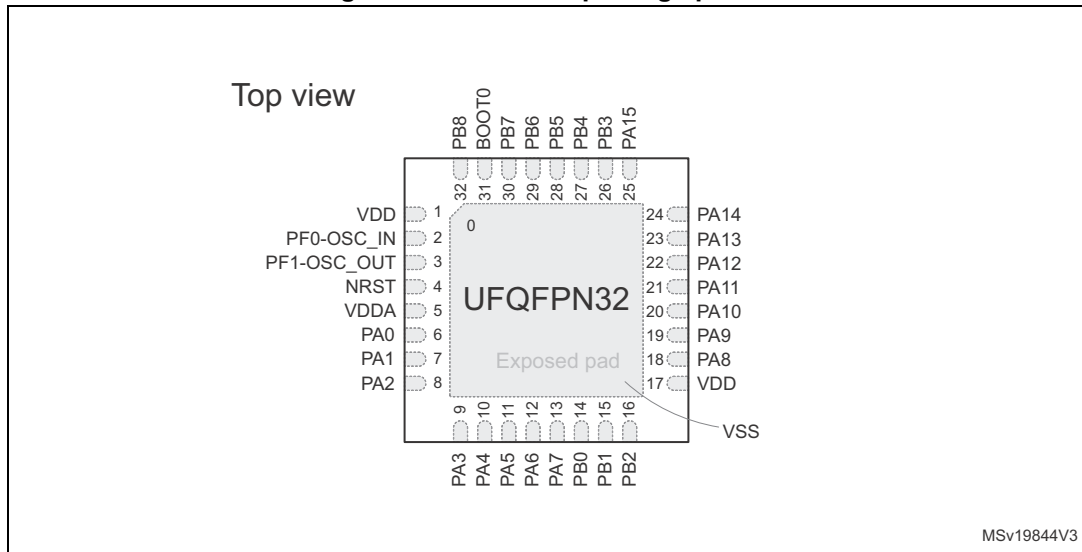 Top view
PB8
BOOT0
PB7
PB6
PB5
PB4
PB3
PA15
32
31
30
29
28
27
26
25
VDD 1
PF0-OSC_IN 2
PF1-OSC_OUT 3
NRST 4
VDDA 5
PA0 6
PA1 7
PA2 8
0
UFQFPN32
Exposed pad
24 PA14
23 PA13
22 PA12
21 PA11
20 PA10
19 PA9
18 PA8
17 VDD
VSS
9
10
11
12
13
14
15
16
PA3
PA4
PA5
PA6
PA7
PB0
PB1
PB2
MSv19844V3